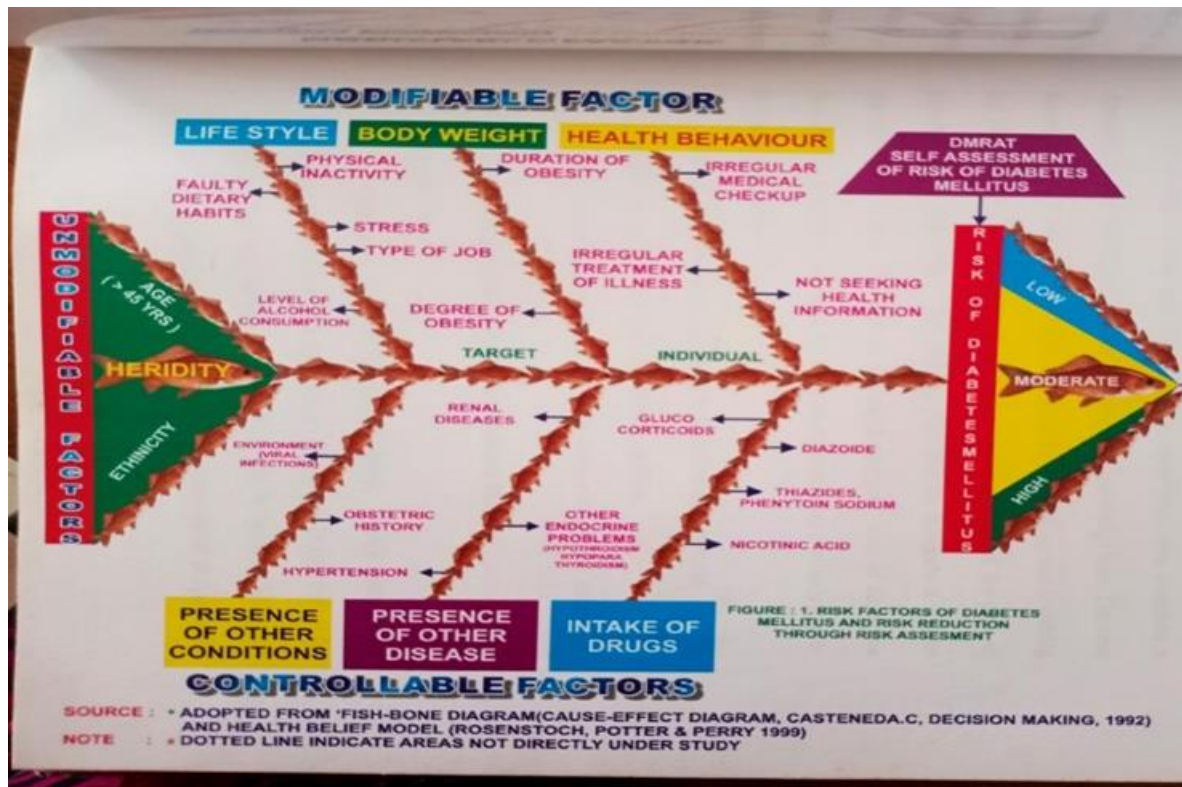 MODIFIABLE FACTOR
LIFE STYLE
BODY WEIGHT
HEALTH BEHAVIOUR
DMRAT
SELF ASSESSMENT
OF RISK OF DIABETES
MELLITUS
PHYSICAL
INACTIVITY
FAULTY
DIETARY
HABITS
STRESS
TYPE OF JOB
LEVEL OF
ALCOHOL
CONSUMPTION
DURATION OF
OBESITY
DEGREE OF
OBESITY
IRREGULAR
MEDICAL
CHECKUP
IRREGULAR
TREATMENT
OF ILLNESS
NOT SEEKING
HEALTH
INFORMATION
UNMODIFIABLE FACTORS
AGE
( > 45 YRS )
HERIDITY
ETHINICITY
TARGET
INDIVIDUAL
RISK OF DIABETESMELLITUS
LOW
MODERATE
HIGH
ENVIRONMENT
(VIRAL
INFECTIONS)
OBSTETRIC
HISTORY
RENAL
DISEASES
OTHER
ENDOCRINE
PROBLEMS
(HYPOTHROIDISM
HYPOPARA
THYROIDISM)
HYPERTENSION
GLUCO
CORTICOIDS
DIAZOIDE
THIAZIDES,
PHENYTOIN SODIUM
NICOTINIC ACID
PRESENCE
OF OTHER
CONDITIONS
PRESENCE
OF OTHER
DISEASE
INTAKE OF
DRUGS
FIGURE : 1. RISK FACTORS OF DIABETES
MELLITUS AND RISK REDUCTION
THROUGH RISK ASSESMENT
CONTROLLABLE FACTORS
SOURCE : * ADOPTED FROM 'FISH-BONE DIAGRAM(CAUSE-EFFECT DIAGRAM, CASTENEDA.C, DECISION MAKING, 1992)
AND HEALTH BELIEF MODEL (ROSENSTOCH, POTTER & PERRY 1999)
NOTE : * DOTTED LINE INDICATE AREAS NOT DIRECTLY UNDER STUDY